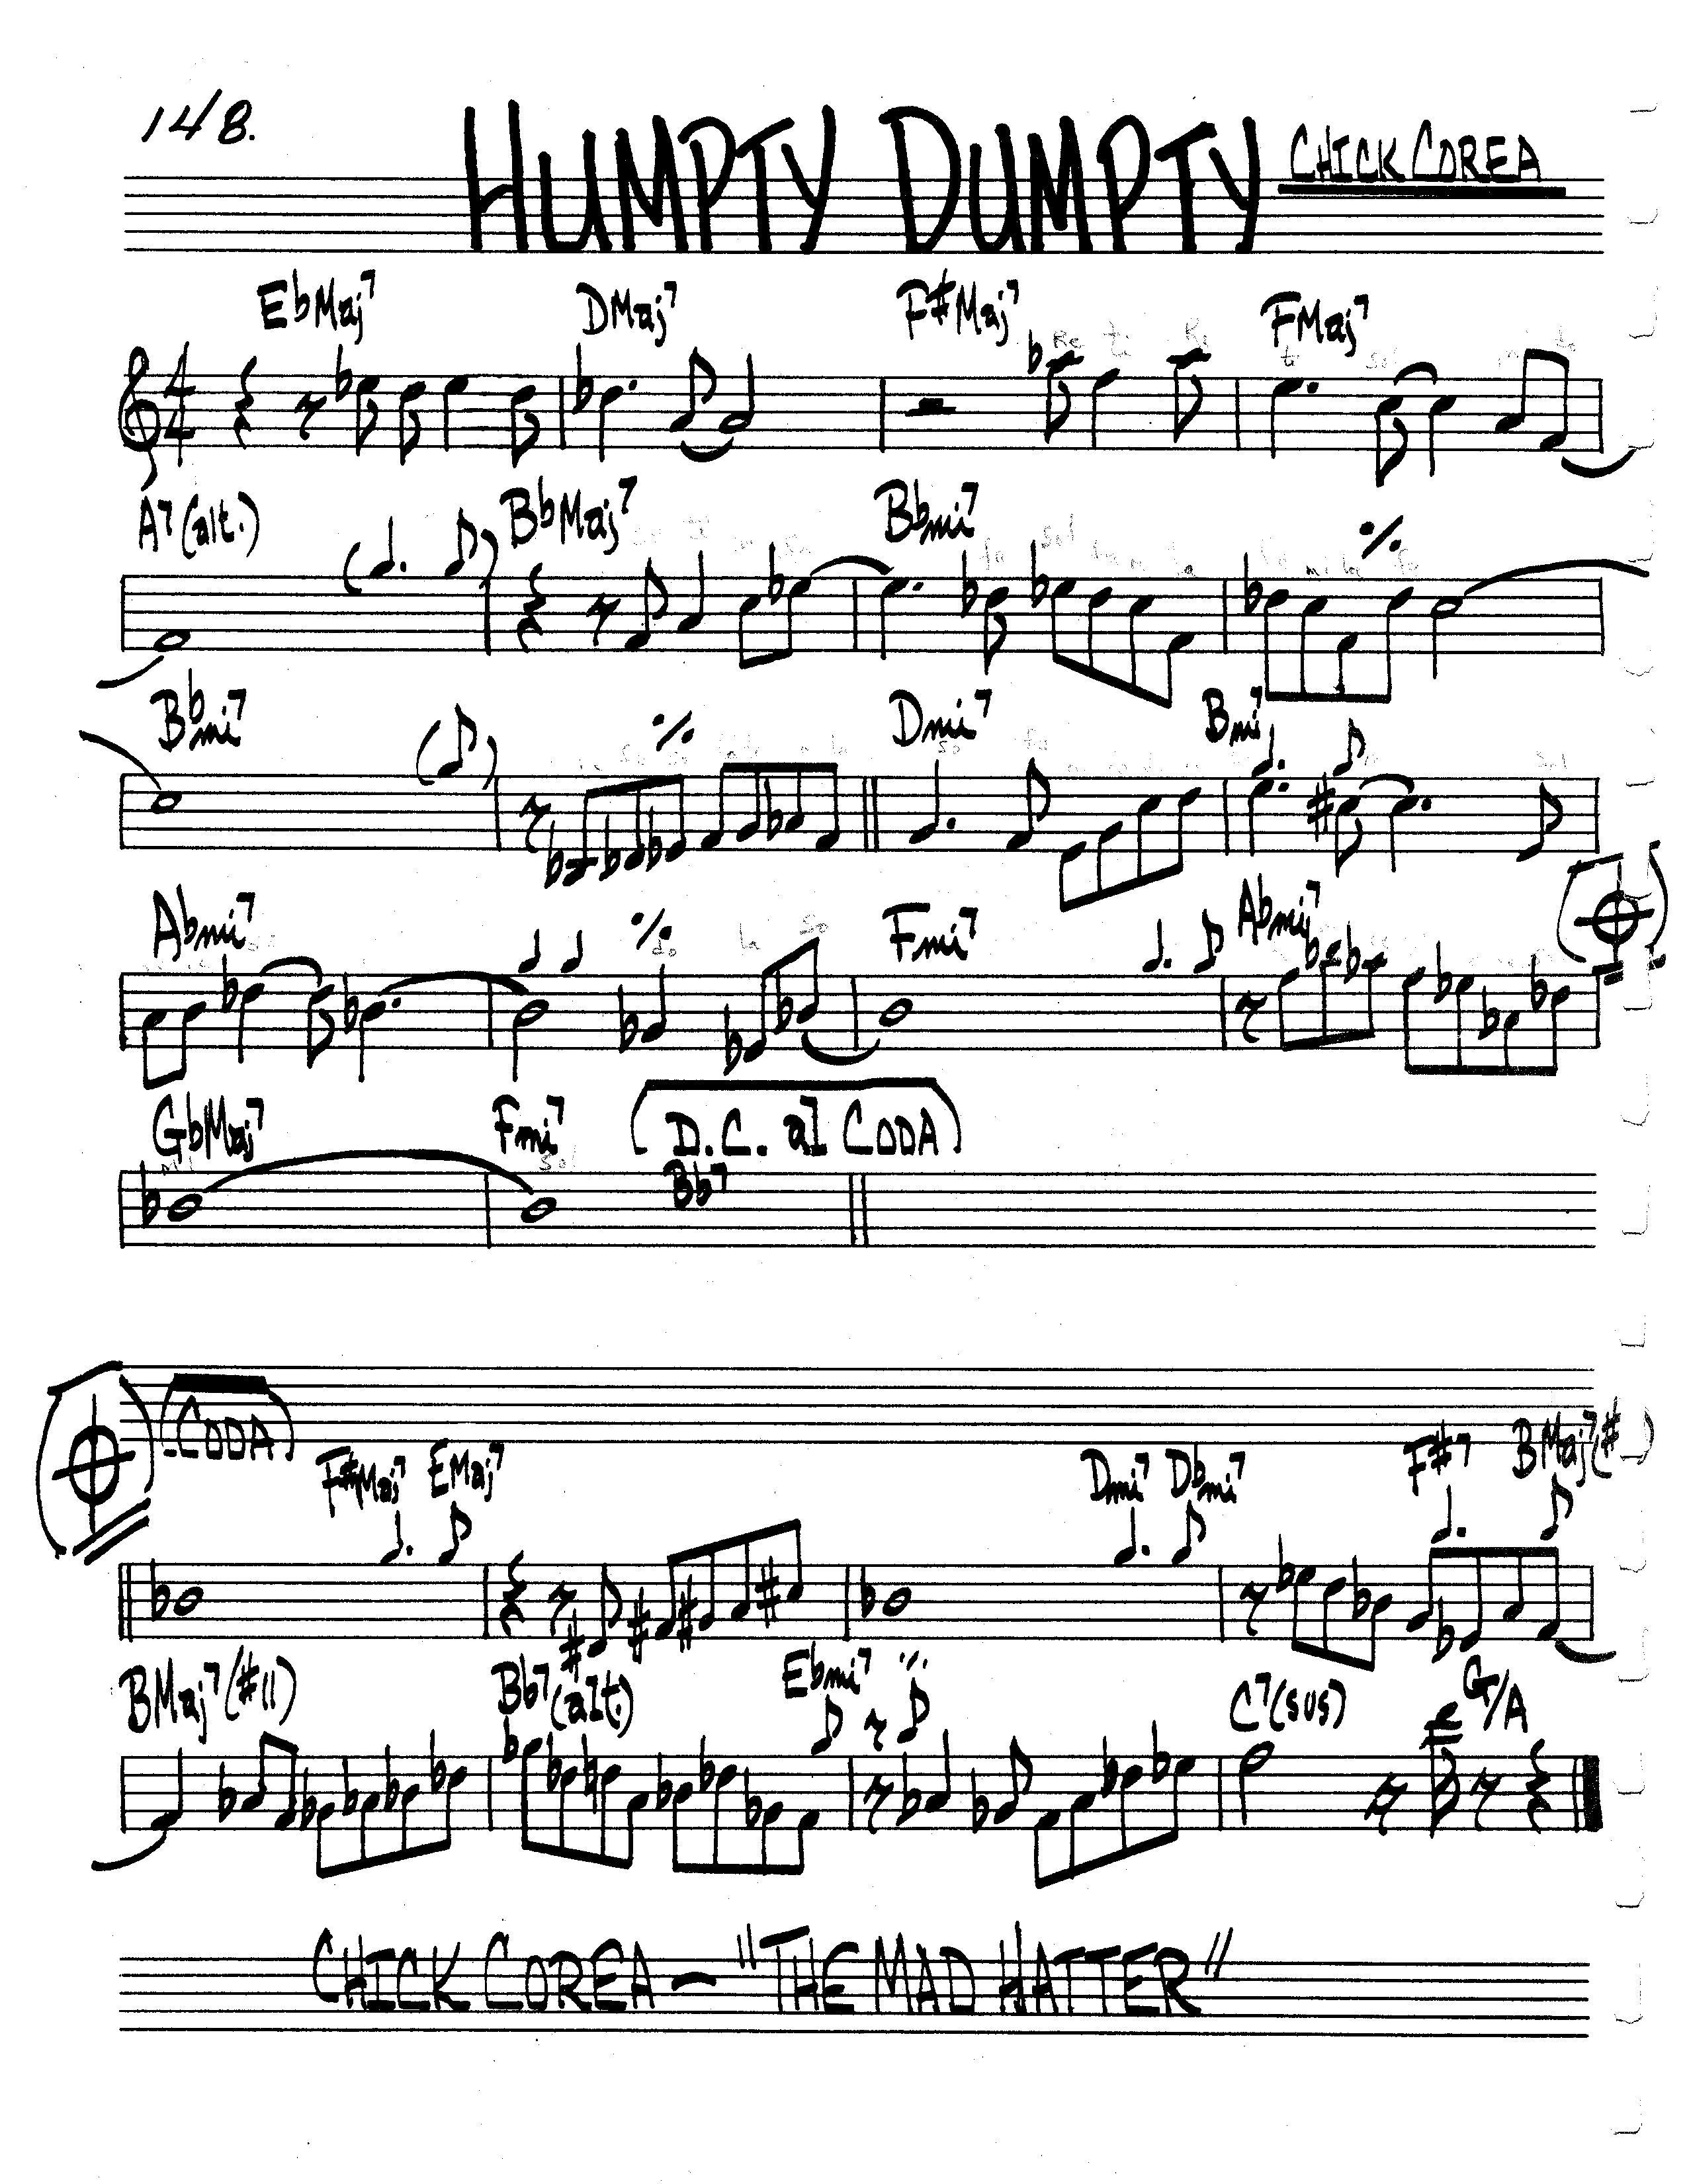 148.
HUMPTY DUMPTY
CHICK COREA
EbMaj7 DMaj7 F#Maj7 FMaj7
4/4
A7(alt.) BbMaj7 Bbmi7 ٪
Bbmi7 ٪ Dmi7 Bmi7
Abmi7 ٪ Fmi7 Abmi7
GbMaj7 Fmi7 Bb7
(D.C. al CODA)
(CODA)
F#Maj7 EMaj7 Dmi7 Dbmi7 F#7 BMaj7(#
BMaj7(#11) Bb7(alt.) Ebmi7 ٪ C7(sus) G/A
CHICK COREA — "THE MAD HATTER"